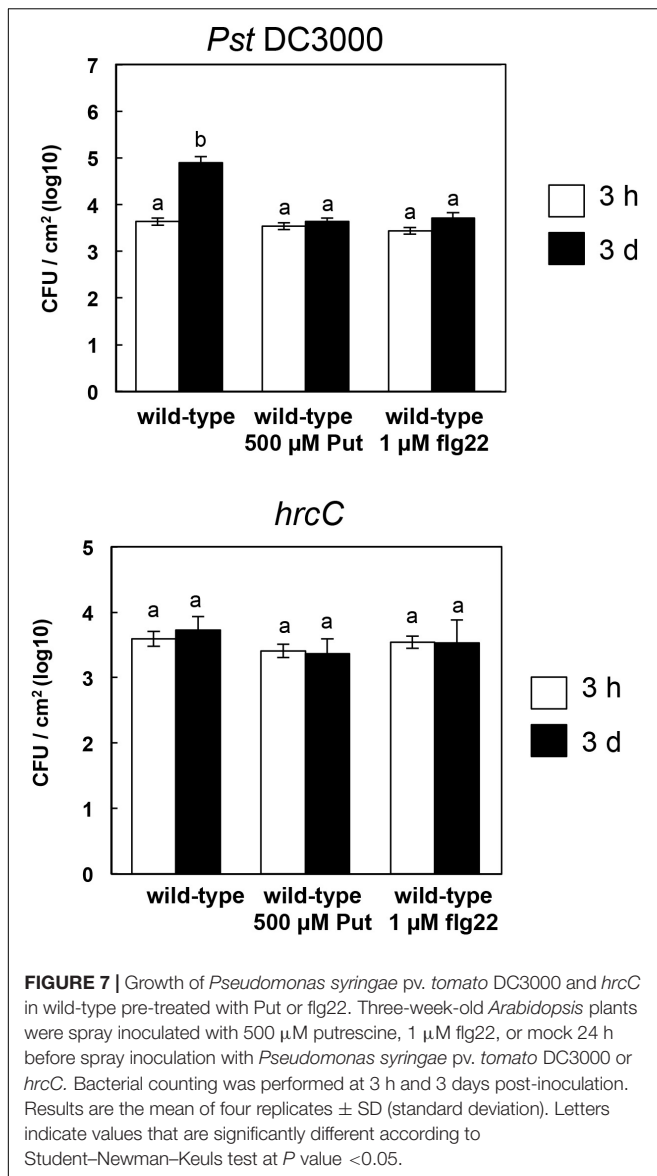 Pst DC3000
7
6
5
4
3
2
1
0
CFU / cm² (log10)
a
b
a
a
a
a
3 h
3 d
wild-type
wild-type
500 µM Put
wild-type
1 µM flg22
hrcC
5
4
3
2
1
0
CFU / cm² (log10)
a
a
a
a
a
a
3 h
3 d
wild-type
wild-type
500 µM Put
wild-type
1 µM flg22
FIGURE 7 | Growth of Pseudomonas syringae pv. tomato DC3000 and hrcC
in wild-type pre-treated with Put or flg22. Three-week-old Arabidopsis plants
were spray inoculated with 500 µM putrescine, 1 µM flg22, or mock 24 h
before spray inoculation with Pseudomonas syringae pv. tomato DC3000 or
hrcC. Bacterial counting was performed at 3 h and 3 days post-inoculation.
Results are the mean of four replicates ± SD (standard deviation). Letters
indicate values that are significantly different according to
Student–Newman–Keuls test at P value <0.05.